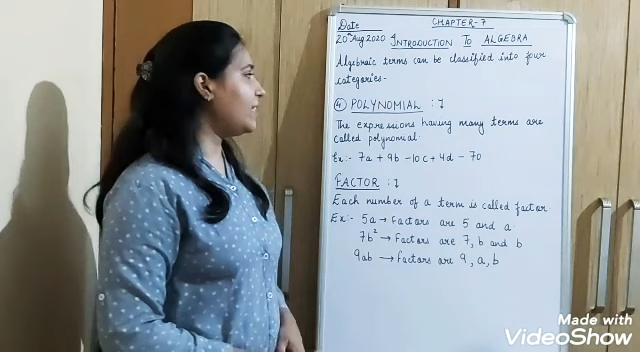 Date
20th Aug 2020
CHAPTER-7
INTRODUCTION TO ALGEBRA
Algebraic terms can be classified into four
categories-
④ POLYNOMIAL :⇒
The expressions having many terms are
called polynomial.
Ex:- 7a + 9b - 10c + 4d - 70
FACTOR :⇒
Each number of a term is called factor
Ex:- 5a → Factors are 5 and a.
7b² → Factors are 7, b and b
9ab → Factors are 9, a, b
Made with
VideoShow